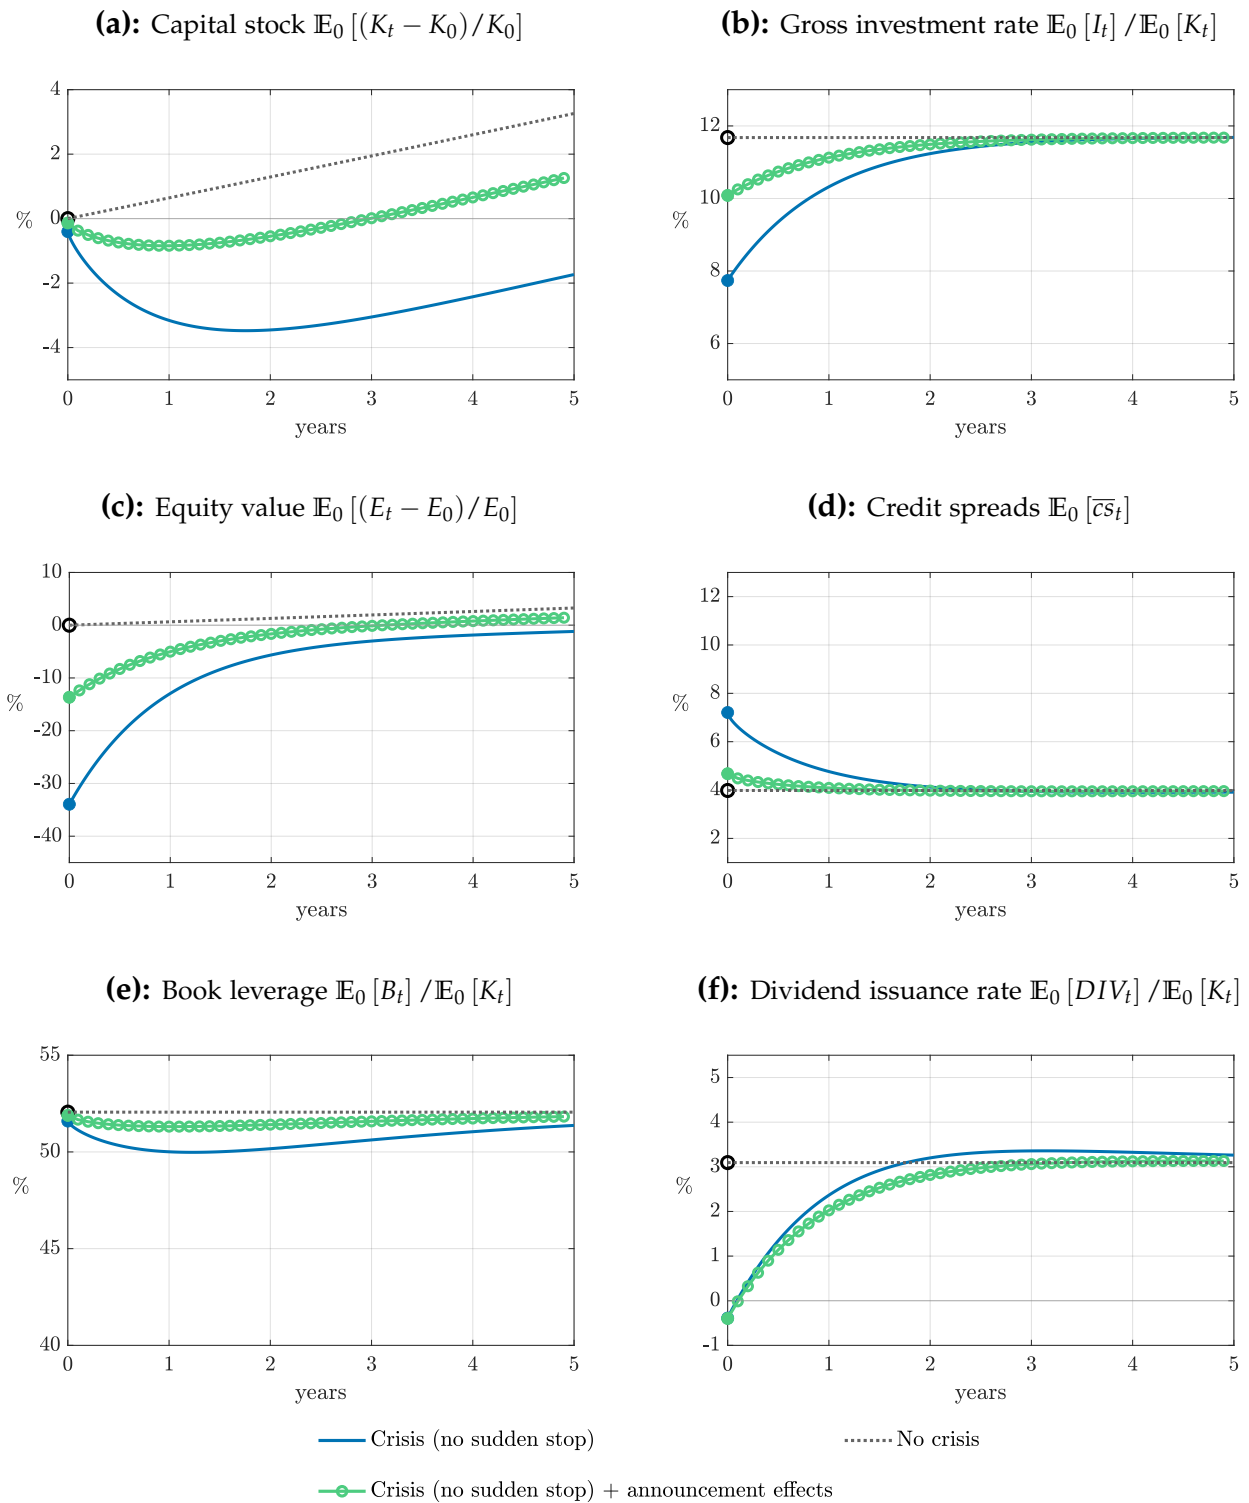 (a): Capital stock 𝔼₀ [(Kₜ − K₀)/K₀]
4
2
0
-2
-4
%
0 1 2 3 4 5
years
(b): Gross investment rate 𝔼₀ [Iₜ] /𝔼₀ [Kₜ]
12
10
8
6
%
0 1 2 3 4 5
years
(c): Equity value 𝔼₀ [(Eₜ − E₀)/E₀]
10
0
-10
-20
-30
-40
%
0 1 2 3 4 5
years
(d): Credit spreads 𝔼₀ [c̅s̅ₜ]
12
10
8
6
4
2
%
0 1 2 3 4 5
years
(e): Book leverage 𝔼₀ [Bₜ] /𝔼₀ [Kₜ]
55
50
45
40
%
0 1 2 3 4 5
years
(f): Dividend issuance rate 𝔼₀ [DIVₜ] /𝔼₀ [Kₜ]
5
4
3
2
1
0
-1
%
0 1 2 3 4 5
years
Crisis (no sudden stop)
No crisis
Crisis (no sudden stop) + announcement effects